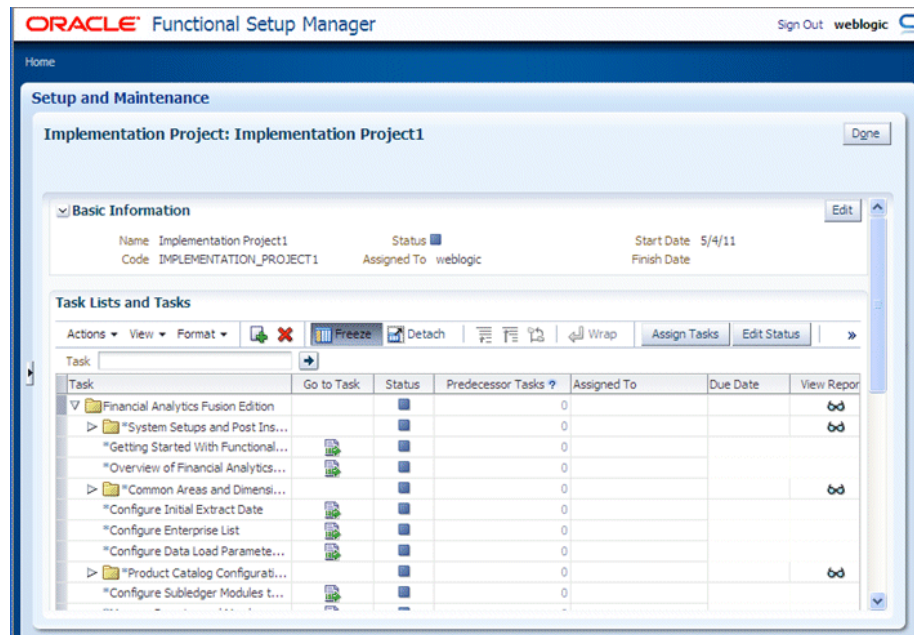 ORACLE Functional Setup Manager Sign Out weblogic
Home
Setup and Maintenance
Implementation Project: Implementation Project1 Done
Basic Information Edit
Name Implementation Project1 Status Start Date 5/4/11
Code IMPLEMENTATION_PROJECT1 Assigned To weblogic Finish Date
Task Lists and Tasks
Actions View Format Freeze Detach Wrap Assign Tasks Edit Status »
Task
Task Go to Task Status Predecessor Tasks ? Assigned To Due Date View Repor
Financial Analytics Fusion Edition 0
*System Setups and Post Ins... 0
*Getting Started With Functional... 0
*Overview of Financial Analytics... 0
*Common Areas and Dimensi... 0
*Configure Initial Extract Date 0
*Configure Enterprise List 0
*Configure Data Load Paramete... 0
*Product Catalog Configurati... 0
*Configure Subledger Modules t... 0